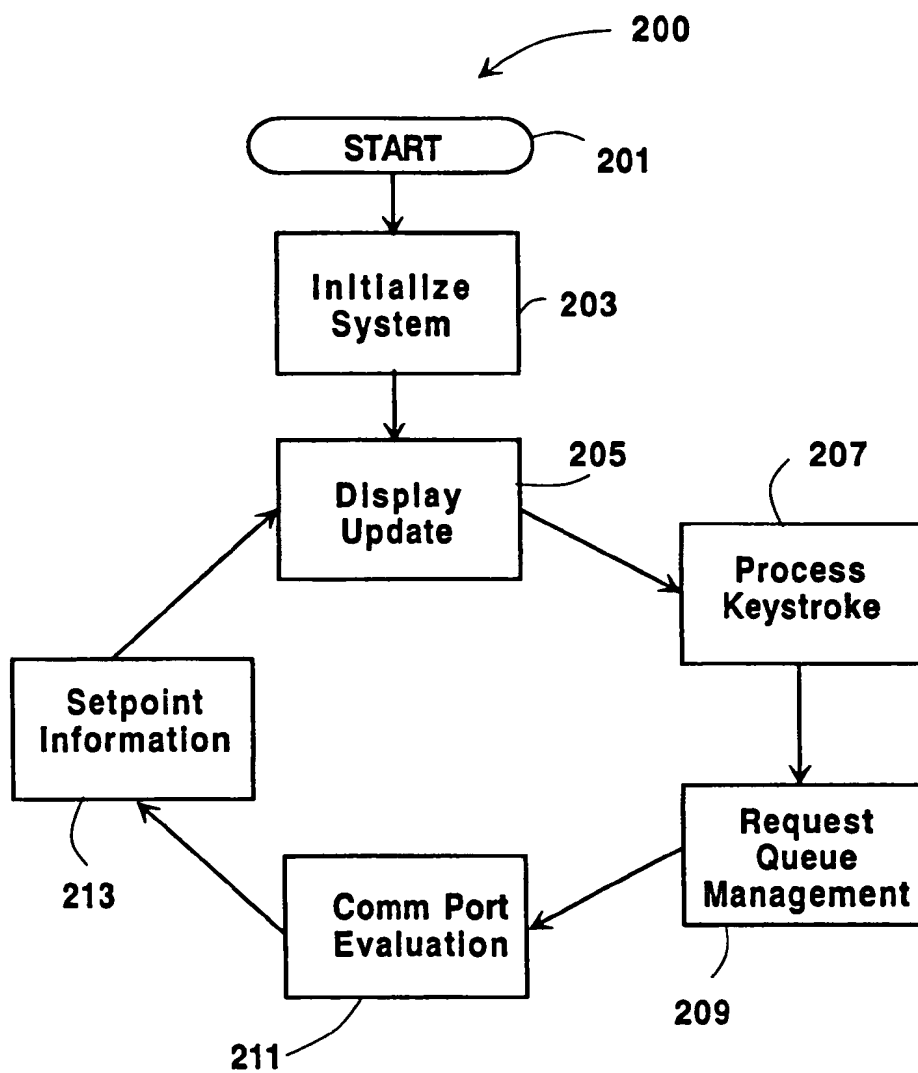 200
START
201
Initialize
System
203
Display
Update
205
207
Process
Keystroke
Setpoint
Information
213
Request
Queue
Management
209
Comm Port
Evaluation
211